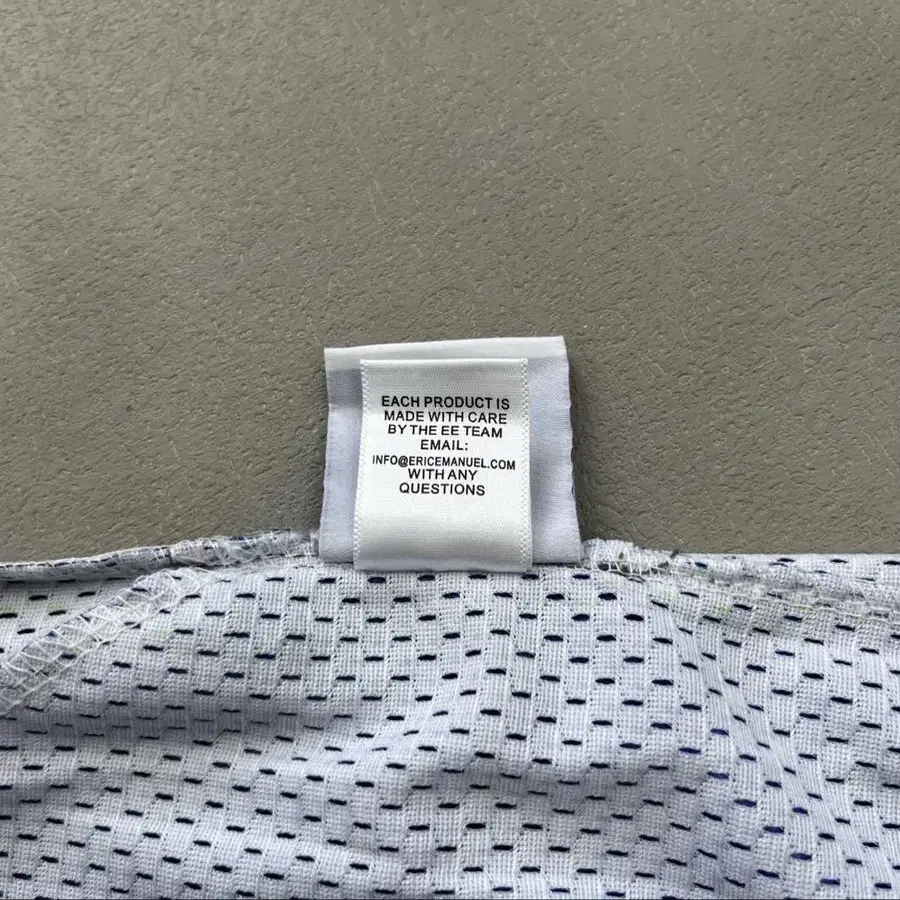 EACH PRODUCT IS
MADE WITH CARE
BY THE EE TEAM
EMAIL:
INFO@ERICEMANUEL.COM
WITH ANY
QUESTIONS